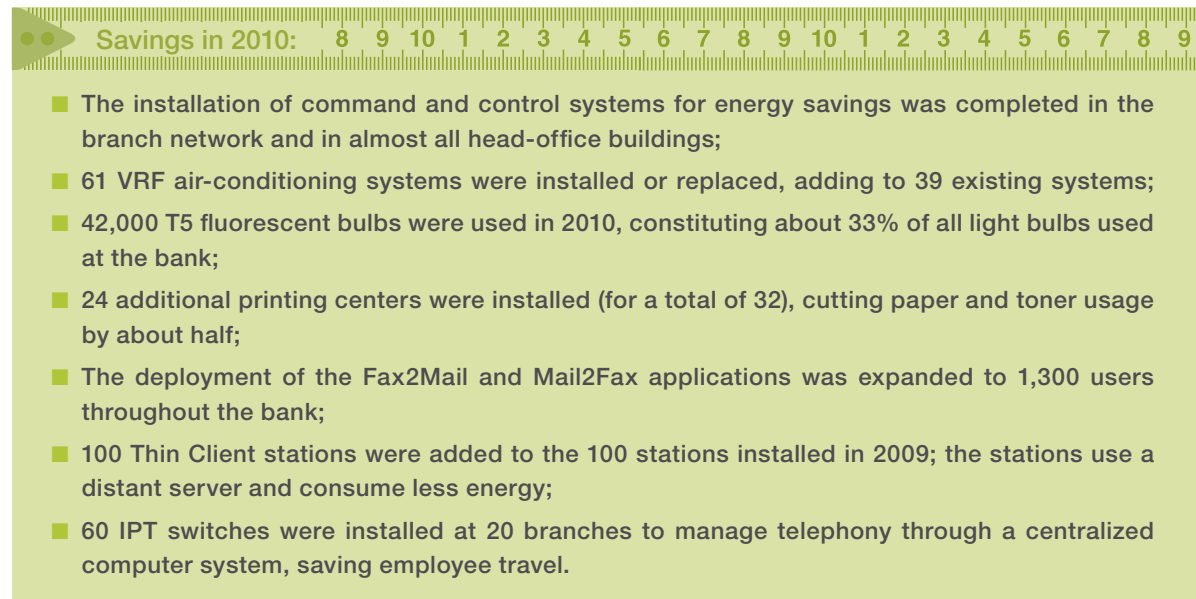 Savings in 2010: 8 9 10 1 2 3 4 5 6 7 8 9 10 1 2 3 4 5 6 7 8 9
■ The installation of command and control systems for energy savings was completed in the
branch network and in almost all head-office buildings;
■ 61 VRF air-conditioning systems were installed or replaced, adding to 39 existing systems;
■ 42,000 T5 fluorescent bulbs were used in 2010, constituting about 33% of all light bulbs used
at the bank;
■ 24 additional printing centers were installed (for a total of 32), cutting paper and toner usage
by about half;
■ The deployment of the Fax2Mail and Mail2Fax applications was expanded to 1,300 users
throughout the bank;
■ 100 Thin Client stations were added to the 100 stations installed in 2009; the stations use a
distant server and consume less energy;
■ 60 IPT switches were installed at 20 branches to manage telephony through a centralized
computer system, saving employee travel.